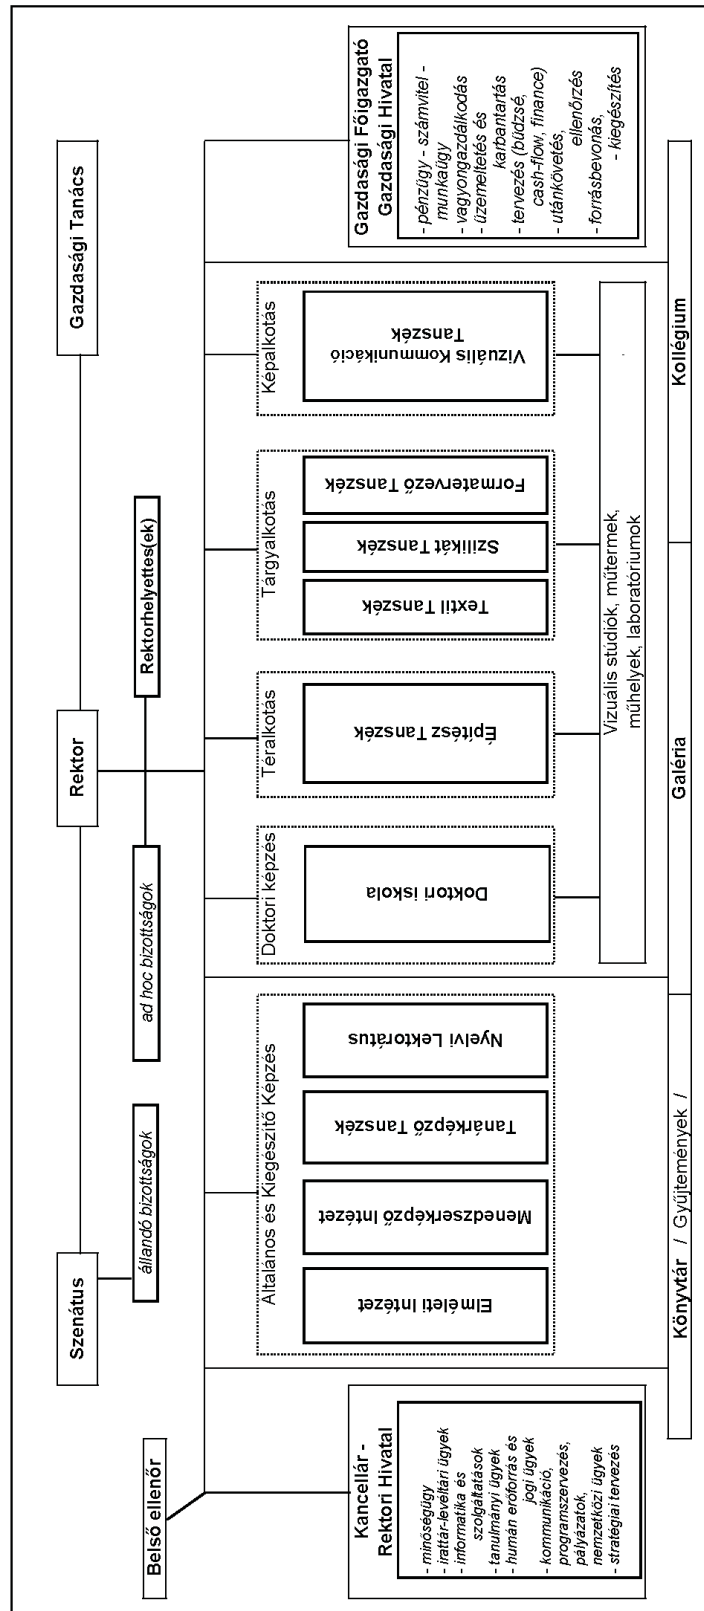 Szenátus
Rektor
Gazdasági Tanács
állandó bizottságok
ad hoc bizottságok
Rektorhelyettes(ek)
Belső ellenőr
Kancellár -
Rektori Hivatal
- minőségügy
- irattár-levéltári ügyek
- informatika és
szolgáltatások
- tanulmányi ügyek
- humán erőforrás és
jogi ügyek
- kommunikáció,
programszervezés,
pályázatok,
nemzetközi ügyek
- stratégiai tervezés
Általános és Kiegészítő Képzés
Elméleti Intézet
Menedzserképző Intézet
Tanárképző Tanszék
Nyelvi Lektorátus
Doktori képzés
Doktori iskola
Téralkotás
Építész Tanszék
Tárgyalkotás
Textil Tanszék
Szilikát Tanszék
Formatervező Tanszék
Képalkotás
Vizuális Kommunikáció
Tanszék
Vizuális stúdiók, műtermek,
műhelyek, laboratóriumok
Gazdasági Főigazgató
Gazdasági Hivatal
- pénzügy - számvitel -
munkaügy
- vagyongazdálkodás
- üzemeltetés és
karbantartás
- tervezés (büdzsé,
cash-flow, finance)
- utánkövetés,
ellenőrzés
- forrásbevonás,
- kiegészítés
Könyvtár / Gyűjtemények /
Galéria
Kollégium